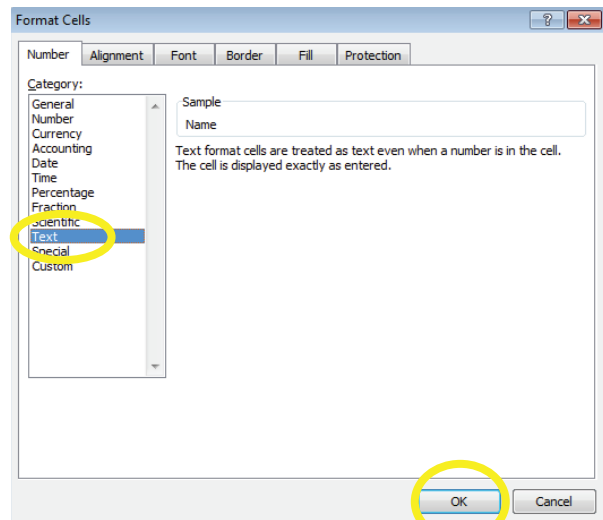 Format Cells
Number Alignment Font Border Fill Protection
Category:
General
Number
Currency
Accounting
Date
Time
Percentage
Fraction
Scientific
Text
Special
Custom
Sample
Name
Text format cells are treated as text even when a number is in the cell.
The cell is displayed exactly as entered.
OK Cancel